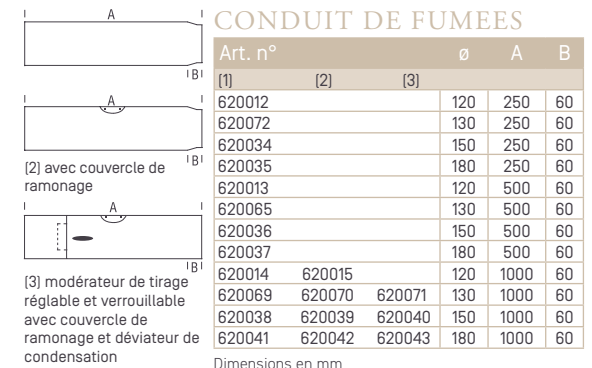 A
B
A
B
(2) avec couvercle de
ramonage
A
B
(3) modérateur de tirage
réglable et verrouillable
avec couvercle de
ramonage et déviateur de
condensation
CONDUIT DE FUMEES
Art. n° ø A B
(1) (2) (3)
620012 120 250 60
620072 130 250 60
620034 150 250 60
620035 180 250 60
620013 120 500 60
620065 130 500 60
620036 150 500 60
620037 180 500 60
620014 620015 120 1000 60
620069 620070 620071 130 1000 60
620038 620039 620040 150 1000 60
620041 620042 620043 180 1000 60
Dimensions en mm